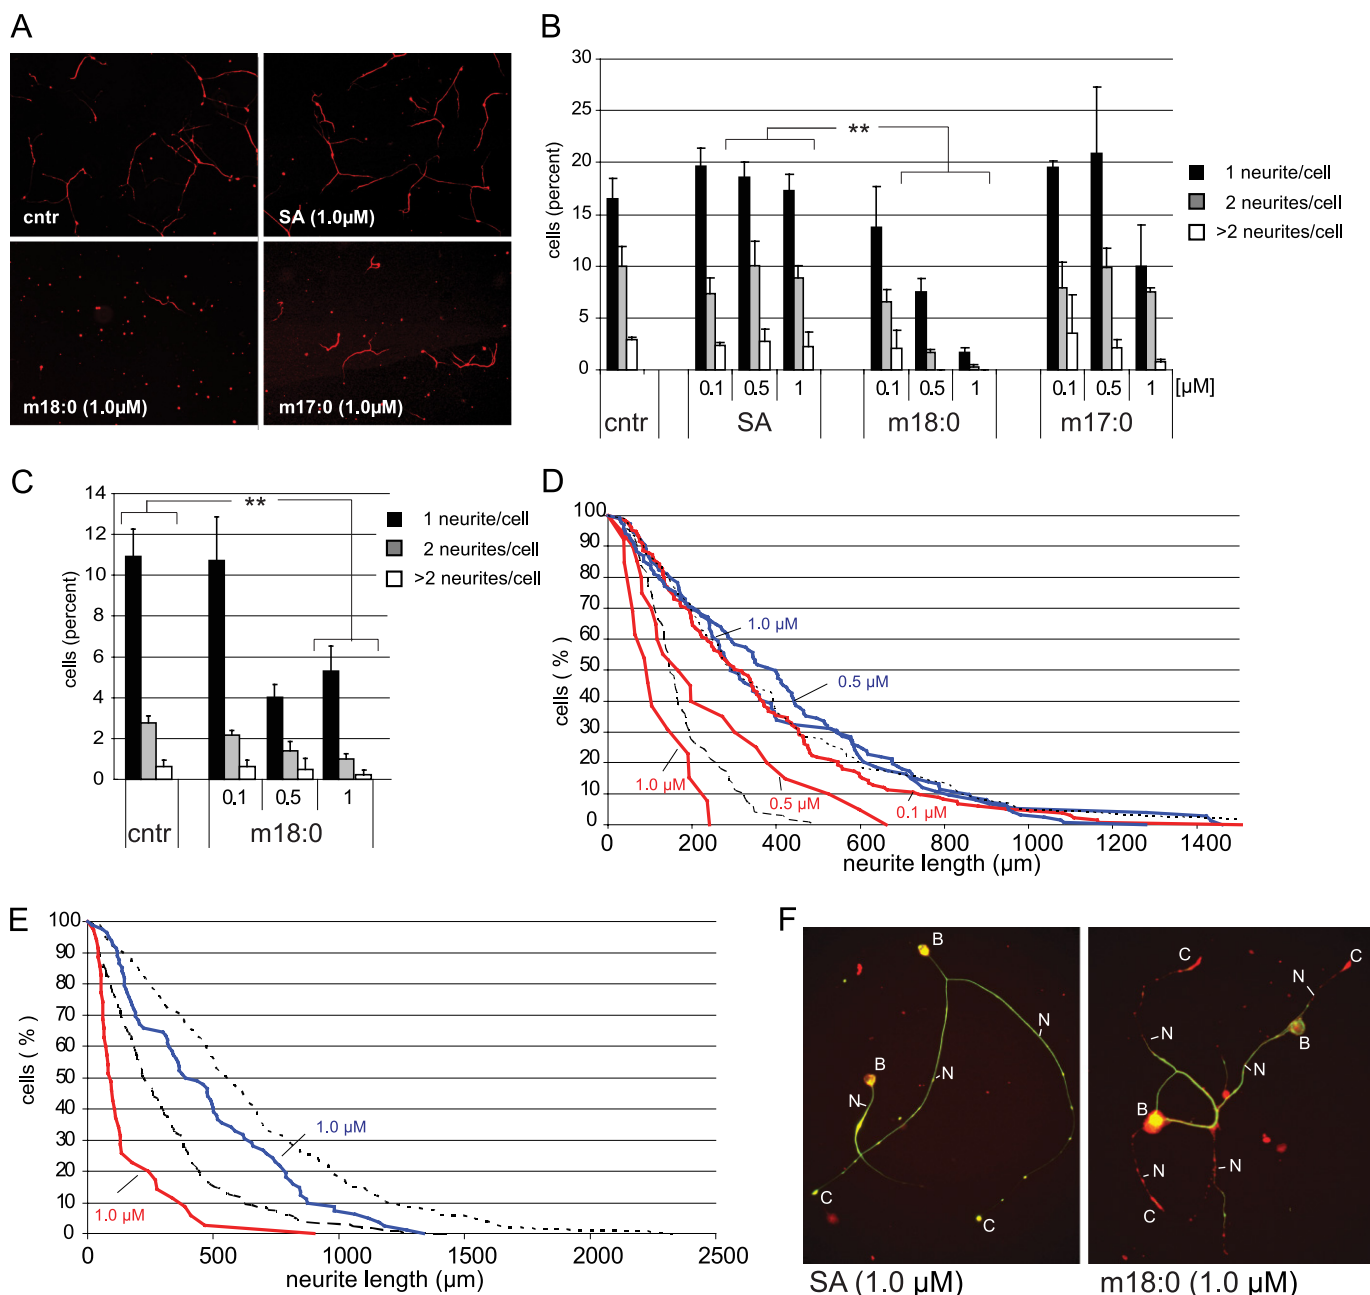 A
cntr
SA (1.0µM)
m18:0 (1.0µM)
m17:0 (1.0µM)
B
cells (percent)
30
25
20
15
10
5
0
**
0.1 0.5 1 0.1 0.5 1 0.1 0.5 1 [µM]
cntr SA m18:0 m17:0
1 neurite/cell
2 neurites/cell
>2 neurites/cell
C
cells (percent)
14
12
10
8
6
4
2
0
**
0.1 0.5 1
cntr m18:0
1 neurite/cell
2 neurites/cell
>2 neurites/cell
D
cells ( % )
100
90
80
70
60
50
40
30
20
10
0
1.0 µM
0.5 µM
1.0 µM
0.5 µM
0.1 µM
0 200 400 600 800 1000 1200 1400
neurite length (µm)
E
cells ( % )
100
90
80
70
60
50
40
30
20
10
0
1.0 µM
1.0 µM
0 500 1000 1500 2000 2500
neurite length (µm)
F
B
N
B
N
N
C
C
SA (1.0 µM)
C
C
N
N
B
N
B
N
N
C
m18:0 (1.0 µM)